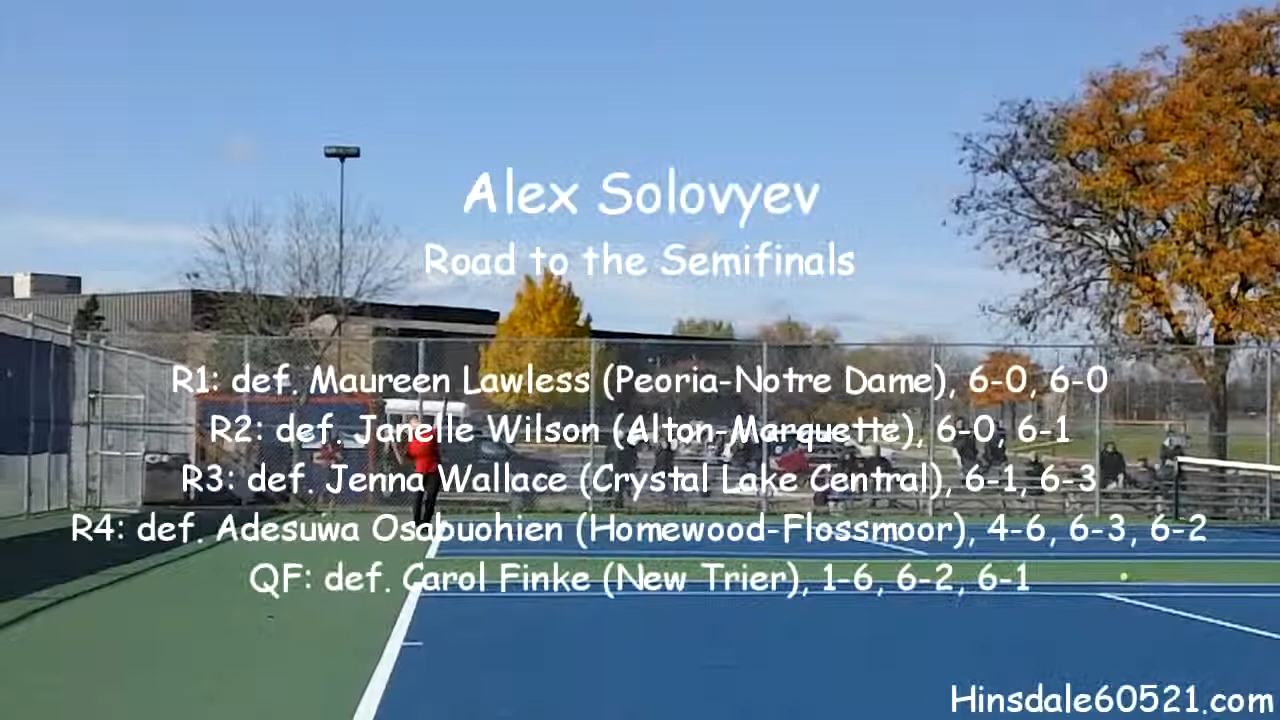 Alex Solovyev
Road to the Semifinals
R1: def. Maureen Lawless (Peoria-Notre Dame), 6-0, 6-0
R2: def. Janelle Wilson (Alton-Marquette), 6-0, 6-1
R3: def. Jenna Wallace (Crystal Lake Central), 6-1, 6-3
R4: def. Adesuwa Osabuohien (Homewood-Flossmoor), 4-6, 6-3, 6-2
QF: def. Carol Finke (New Trier), 1-6, 6-2, 6-1
Hinsdale60521.com